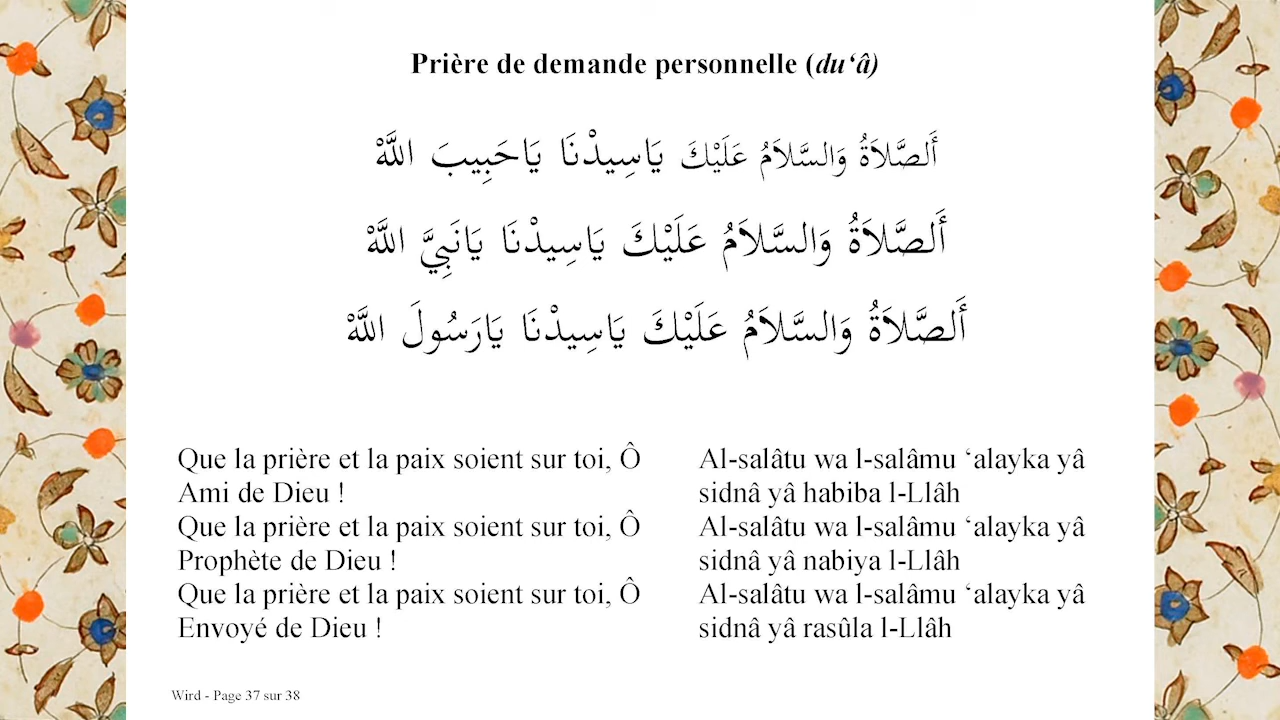 Prière de demande personnelle (du‘â)
أَلصَّلاَةُ وَالسَّلاَمُ عَلَيْكَ يَاسِيدْنَا يَاحَبِيبَ اللَّهْ
أَلصَّلاَةُ وَالسَّلاَمُ عَلَيْكَ يَاسِيدْنَا يَانَبِيَّ اللَّهْ
أَلصَّلاَةُ وَالسَّلاَمُ عَلَيْكَ يَاسِيدْنَا يَارَسُولَ اللَّهْ
Que la prière et la paix soient sur toi, Ô
Ami de Dieu !
Que la prière et la paix soient sur toi, Ô
Prophète de Dieu !
Que la prière et la paix soient sur toi, Ô
Envoyé de Dieu !
Al-salâtu wa l-salâmu ‘alayka yâ
sidnâ yâ habiba l-Llâh
Al-salâtu wa l-salâmu ‘alayka yâ
sidnâ yâ nabiya l-Llâh
Al-salâtu wa l-salâmu ‘alayka yâ
sidnâ yâ rasûla l-Llâh
Wird - Page 37 sur 38